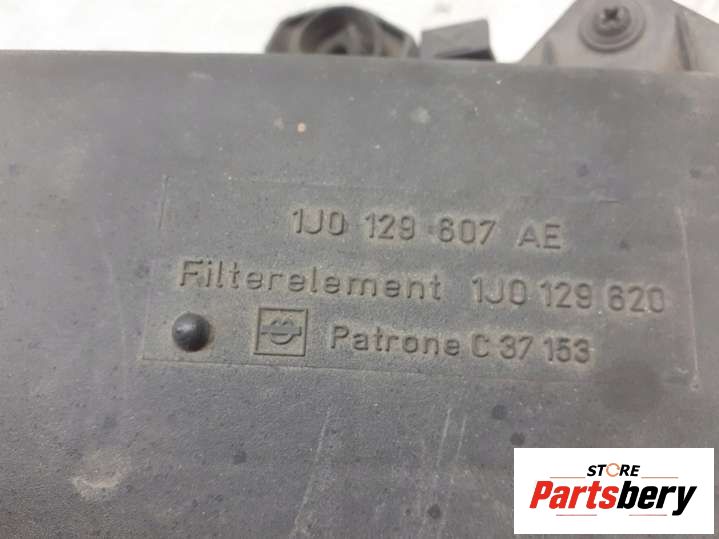 1J0 129 607 AE
Filterelement 1J0 129 620
Patrone C 37 153
STORE
Partsbery